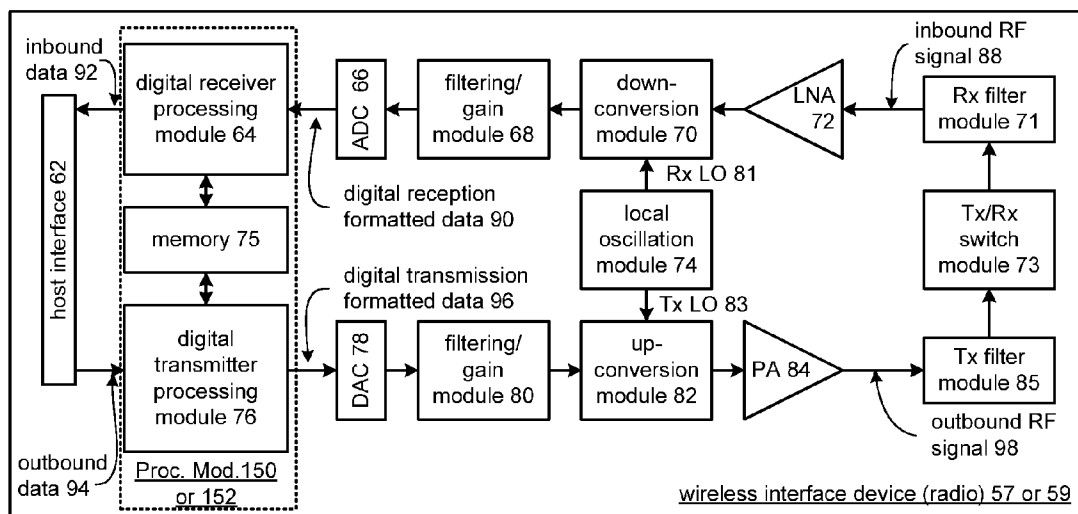 inbound
data 92
digital receiver
processing
module 64
ADC 66
filtering/
gain
module 68
down-
conversion
module 70
LNA
72
inbound RF
signal 88
Rx filter
module 71
Rx LO 81
digital reception
formatted data 90
host interface 62
memory 75
local
oscillation
module 74
Tx/Rx
switch
module 73
digital transmission
formatted data 96
Tx LO 83
digital
transmitter
processing
module 76
DAC 78
filtering/
gain
module 80
up-
conversion
module 82
PA 84
Tx filter
module 85
outbound
data 94
Proc. Mod.150
or 152
outbound RF
signal 98
wireless interface device (radio) 57 or 59